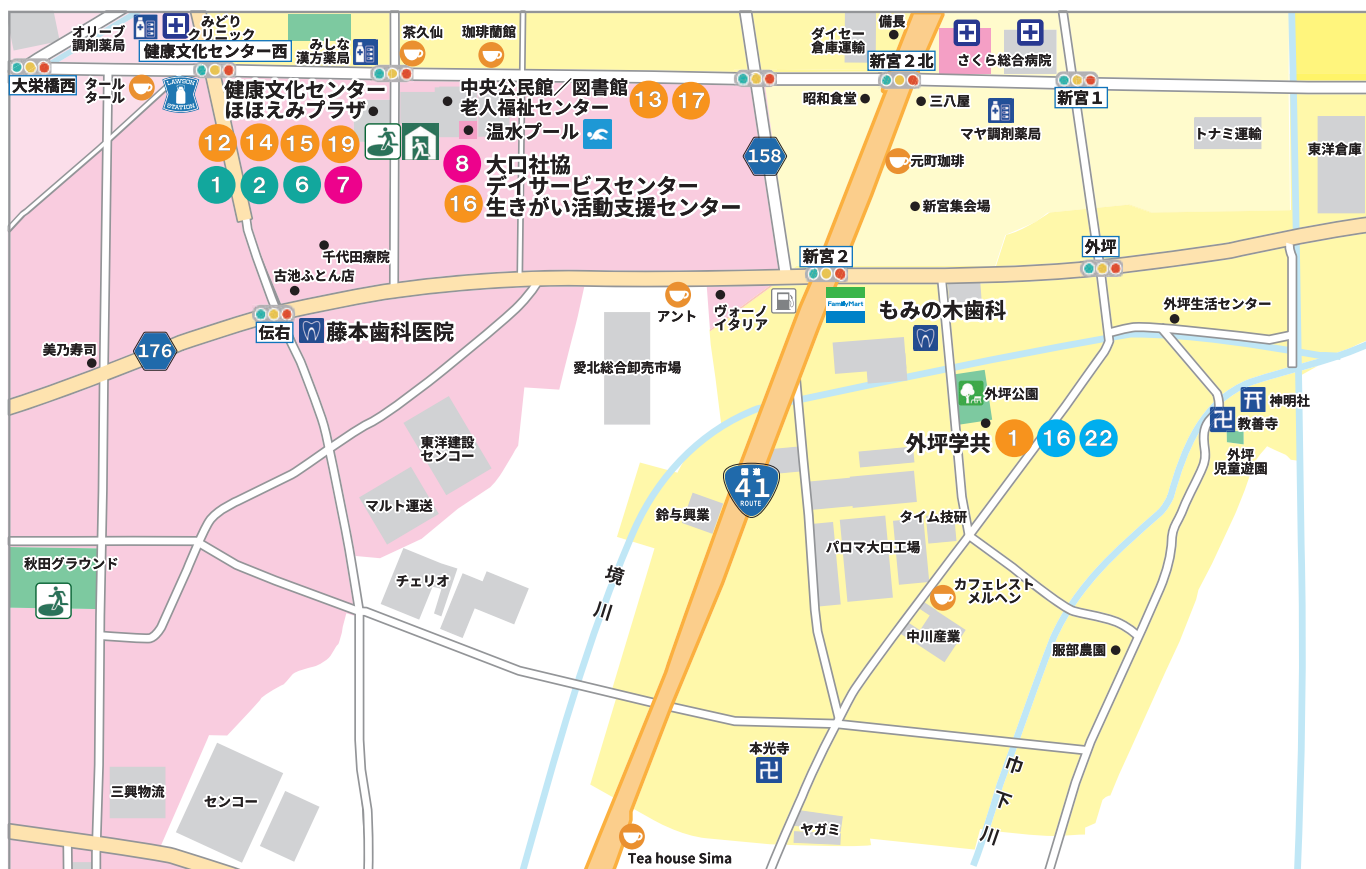 オリーブ
調剤薬局
みどり
クリニック
健康文化センター西
みしな
漢方薬局
茶久仙
珈琲蘭館
ダイセー
倉庫運輸
備長
新宮2北
さくら総合病院
新宮1
大栄橋西
タール
タール
LAWSON
STATION
健康文化センター
ほほえみプラザ
12 14 15 19
1 2 6 7
中央公民館／図書館
老人福祉センター
13 17
温水プール
8 大口社協
デイサービスセンター
16 生きがい活動支援センター
158
昭和食堂
三八屋
マヤ調剤薬局
トナミ運輸
東洋倉庫
元町珈琲
新宮集会場
千代田療院
古池ふとん店
新宮2
外坪
伝右
藤本歯科医院
176
美乃寿司
アント
ヴォーノ
イタリア
FamilyMart
もみの木歯科
外坪生活センター
愛北総合卸売市場
外坪公園
外坪学共
1 16 22
神明社
教善寺
外坪
児童遊園
東洋建設
センコー
マルト運送
国道
41
ROUTE
鈴与興業
タイム技研
パロマ大口工場
秋田グラウンド
チェリオ
境川
カフェレスト
メルヘン
中川産業
服部農園
本光寺
巾下川
三興物流
センコー
ヤガミ
Tea house Sima